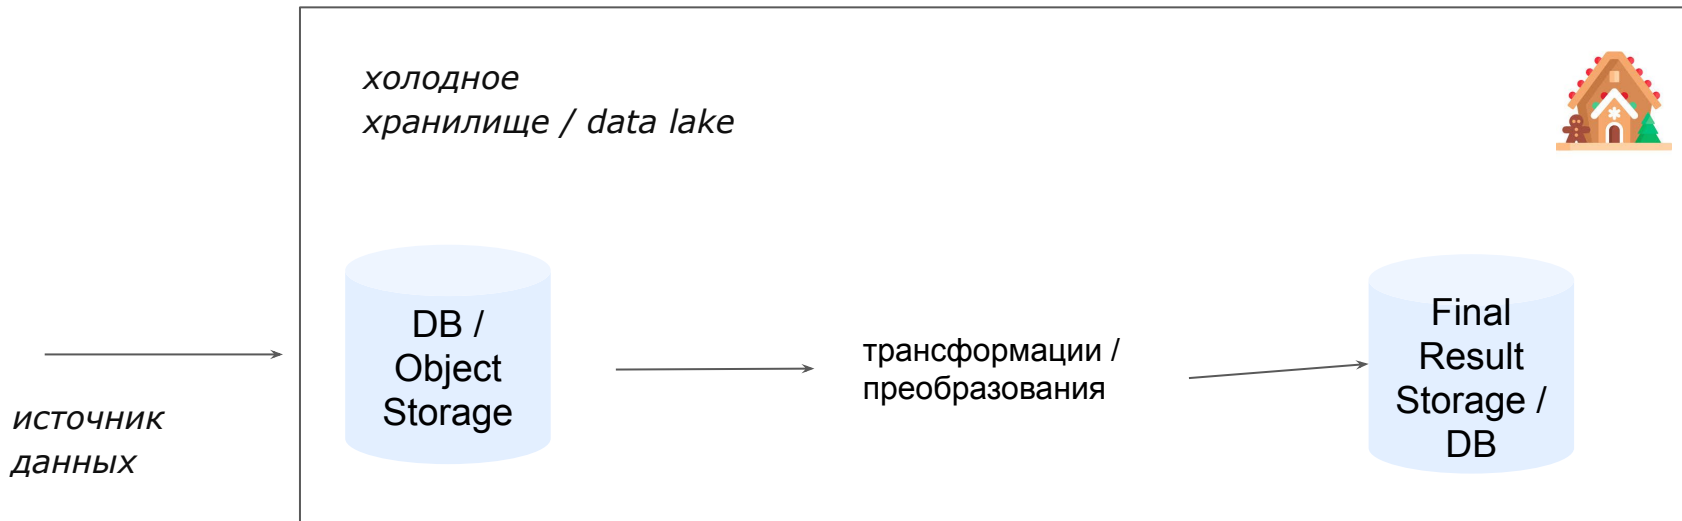 холодное
хранилище / data lake
источник
данных
DB /
Object
Storage
трансформации /
преобразования
Final
Result
Storage /
DB